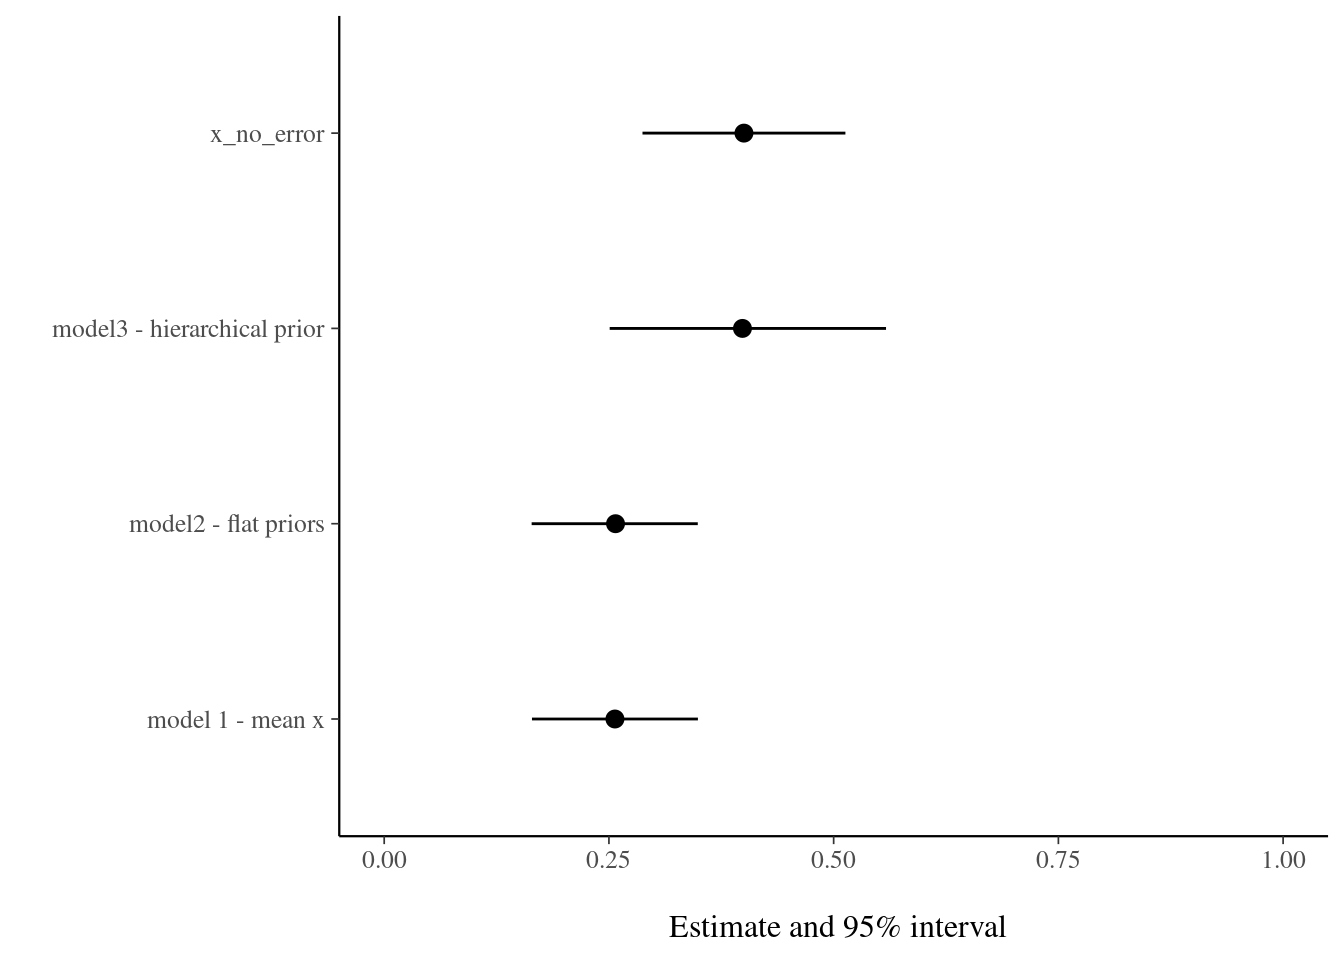 x_no_error
model3 - hierarchical prior
model2 - flat priors
model 1 - mean x
0.00 0.25 0.50 0.75 1.00
Estimate and 95% interval